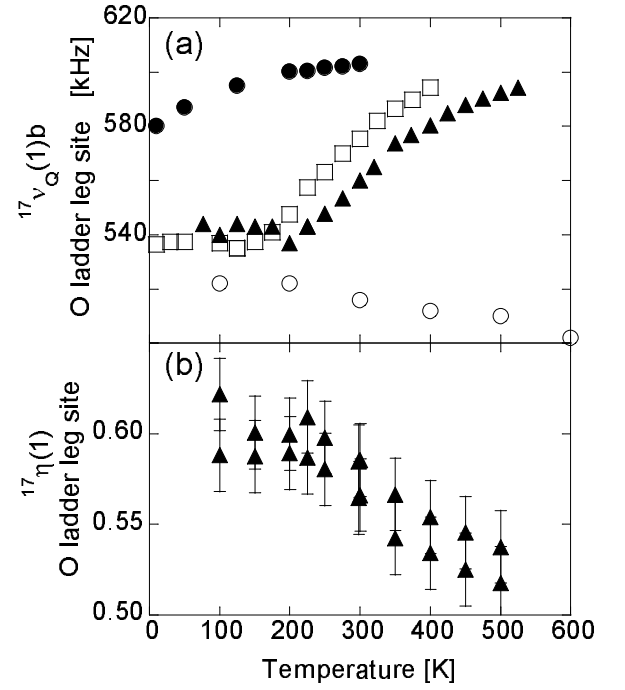 620
(a)
580
540
¹⁷ν_Q(1)b [kHz]
O ladder leg site
(b)
0.60
0.55
0.50
¹⁷η(1)
O ladder leg site
0 100 200 300 400 500 600
Temperature [K]